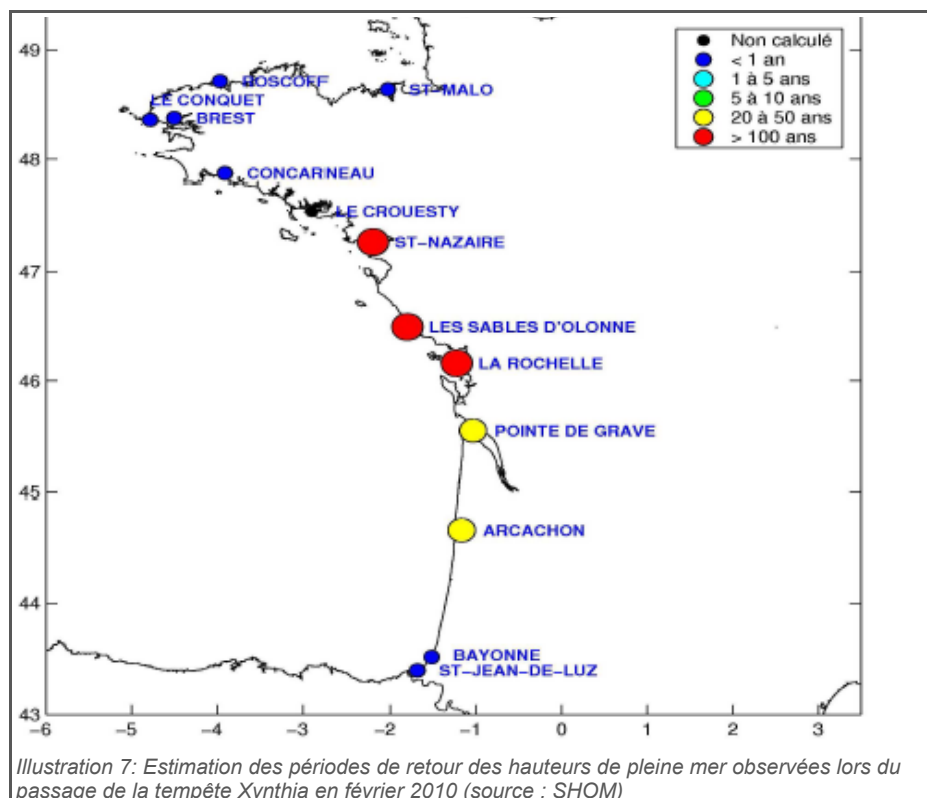 49
48
47
46
45
44
43
-6
-5
-4
-3
-2
-1
0
1
2
3
Non calculé
< 1 an
1 à 5 ans
5 à 10 ans
20 à 50 ans
> 100 ans
ROSCOFF
ST-MALO
LE CONQUET
BREST
CONCARNEAU
LE CROUESTY
ST-NAZAIRE
LES SABLES D'OLONNE
LA ROCHELLE
POINTE DE GRAVE
ARCACHON
BAYONNE
ST-JEAN-DE-LUZ
Illustration 7: Estimation des périodes de retour des hauteurs de pleine mer observées lors du
passage de la tempête Xynthia en février 2010 (source : SHOM)